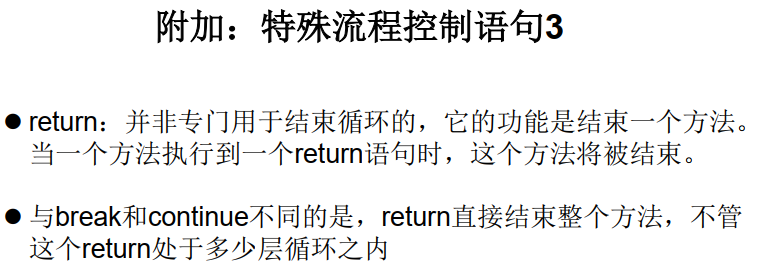 附加：特殊流程控制语句3
● return：并非专门用于结束循环的，它的功能是结束一个方法。
当一个方法执行到一个return语句时，这个方法将被结束。
● 与break和continue不同的是，return直接结束整个方法，不管
这个return处于多少层循环之内